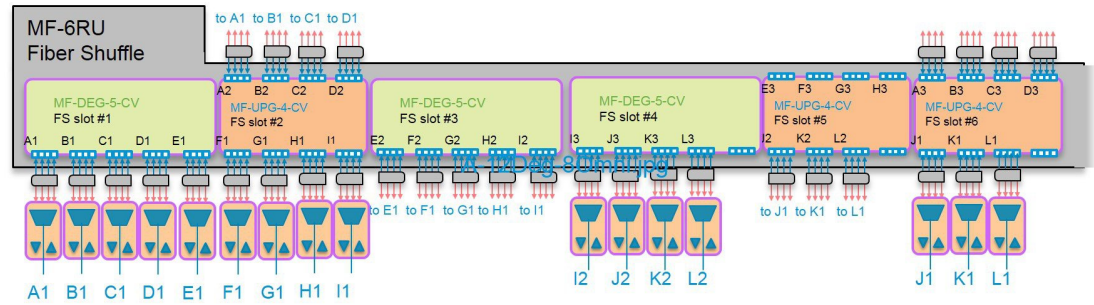 MF-6RU
Fiber Shuffle
to A1 to B1 to C1 to D1
MF-DEG-5-CV
FS slot #1
A1 B1 C1 D1 E1
A2 B2 C2 D2
MF-UPG-4-CV
FS slot #2
F1 G1 H1 I1
MF-DEG-5-CV
FS slot #3
E2 F2 G2 H2 I2
MF-DEG-5-CV
FS slot #4
I3 J3 K3 L3
E3 F3 G3 H3
MF-UPG-4-CV
FS slot #5
I2 K2 L2
A3 B3 C3 D3
MF-UPG-4-CV
FS slot #6
J1 K1 L1
to E1 to F1 to G1 to H1 to I1
to J1 to K1 to L1
A1 B1 C1 D1 E1 F1 G1 H1 I1
I2 J2 K2 L2
J1 K1 L1